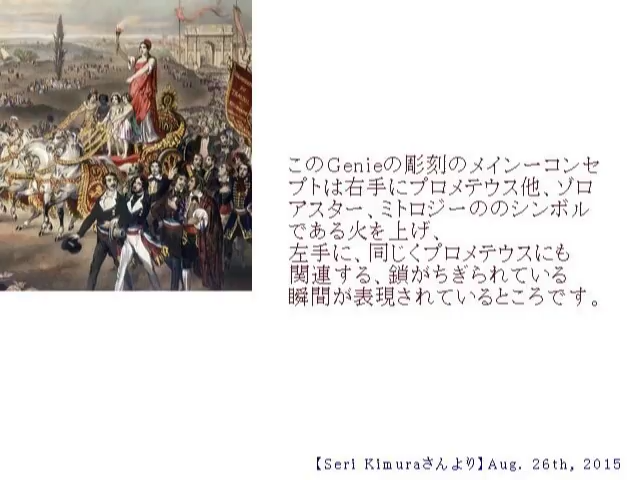 このGenieの彫刻のメインーコンセ
プトは右手にプロメテウス他、ゾロ
アスター、ミトロジーののシンボル
である火を上げ、
左手に、同じくプロメテウスにも
関連する、鎖がちぎられている
瞬間が表現されているところです。
【Seri Kimuraさんより】Aug. 26th, 2015